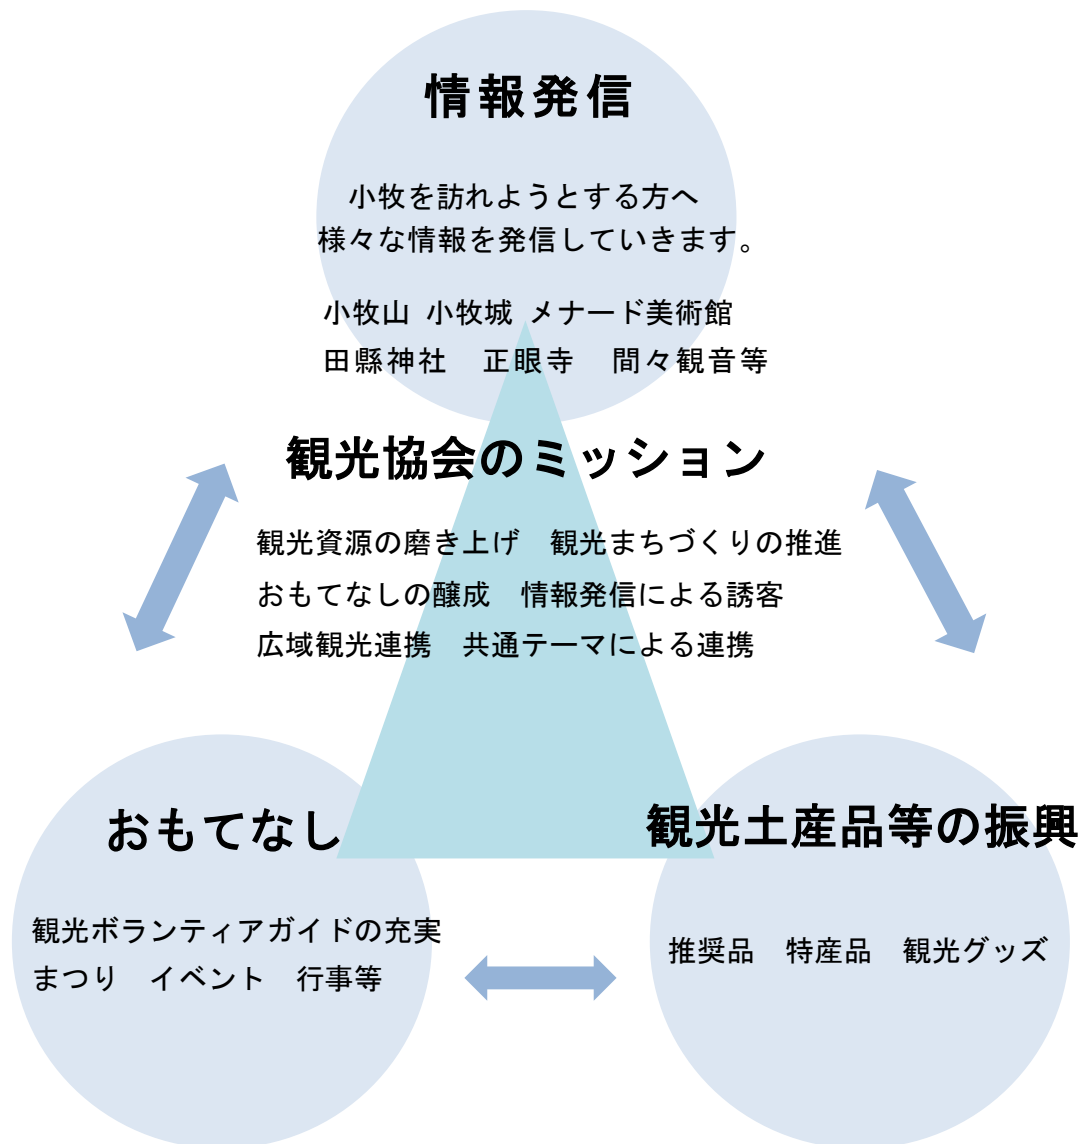 情報発信
小牧を訪れようとする方へ
様々な情報を発信していきます。
小牧山 小牧城 メナード美術館
田縣神社　正眼寺　間々観音等
観光協会のミッション
観光資源の磨き上げ　観光まちづくりの推進
おもてなしの醸成　情報発信による誘客
広域観光連携　共通テーマによる連携
おもてなし
観光ボランティアガイドの充実
まつり　イベント　行事等
観光土産品等の振興
推奨品　特産品　観光グッズ